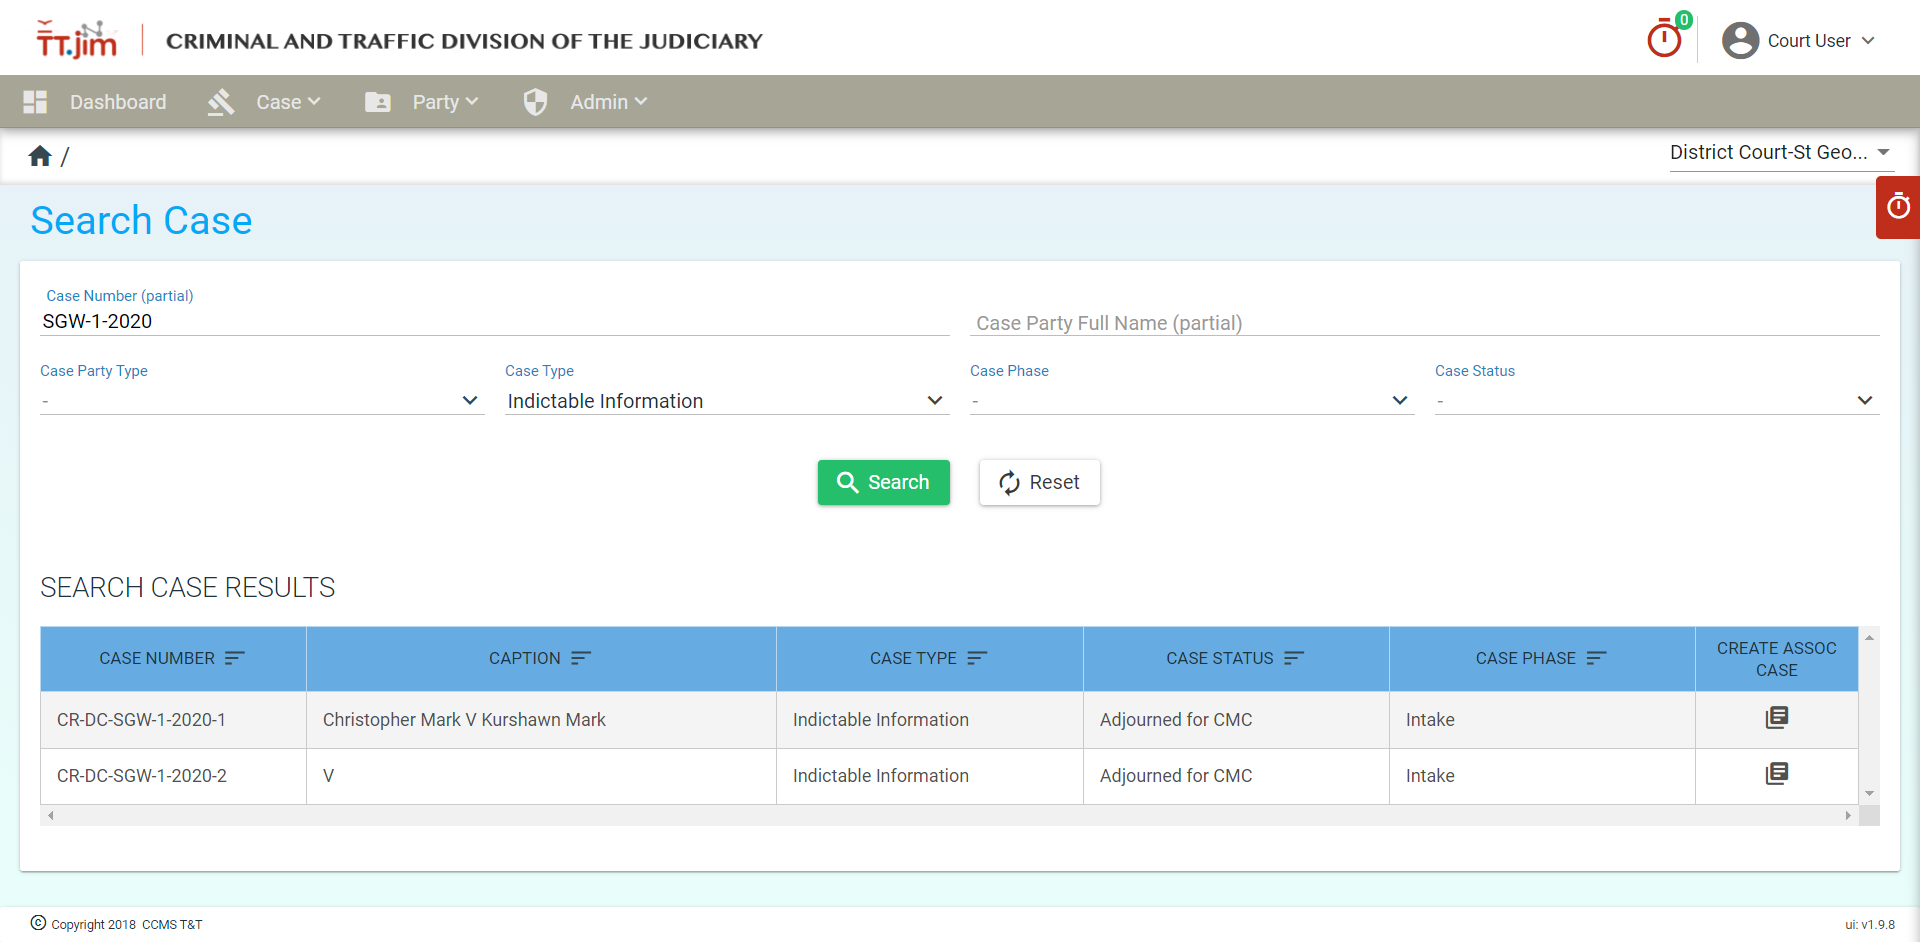 TT.jim
CRIMINAL AND TRAFFIC DIVISION OF THE JUDICIARY
0
Court User
Dashboard
Case
Party
Admin
/
District Court-St Geo...
Search Case
Case Number (partial)
SGW-1-2020
Case Party Full Name (partial)
Case Party Type
Case Type
Case Phase
Case Status
-
Indictable Information
-
-
Search
Reset
SEARCH CASE RESULTS
CASE NUMBER
CAPTION
CASE TYPE
CASE STATUS
CASE PHASE
CREATE ASSOC
CASE
CR-DC-SGW-1-2020-1
Christopher Mark V Kurshawn Mark
Indictable Information
Adjourned for CMC
Intake
CR-DC-SGW-1-2020-2
V
Indictable Information
Adjourned for CMC
Intake
© Copyright 2018 CCMS T&T
ui: v1.9.8